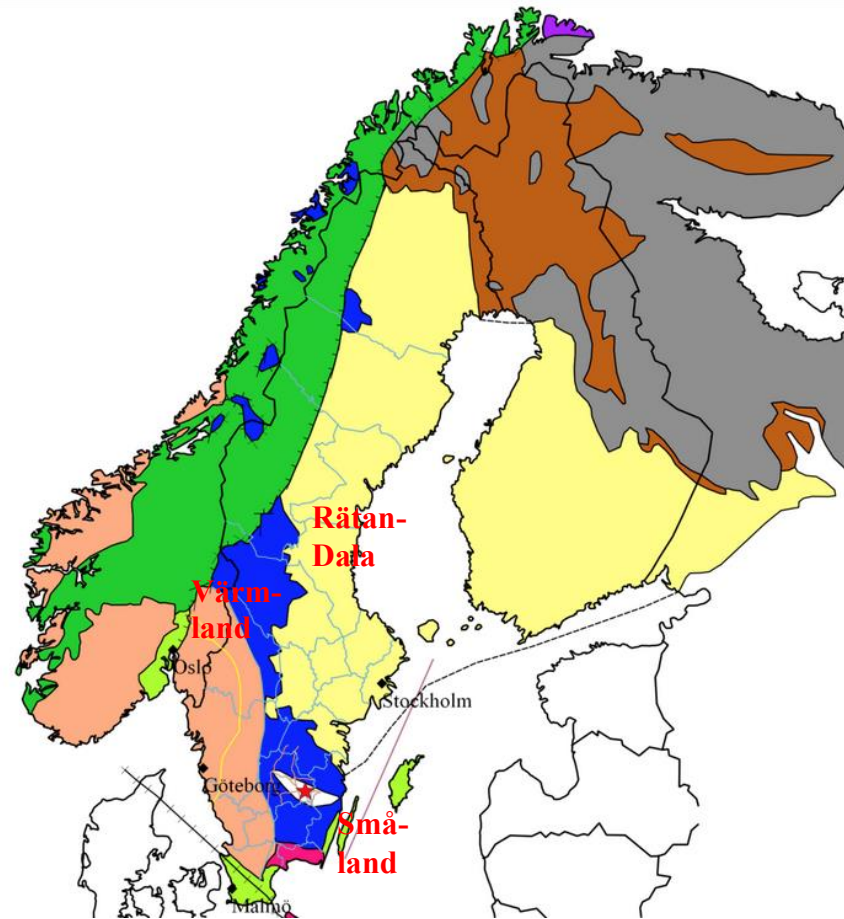 Rätan-
Dala
Värm-
land
Oslo
Stockholm
Göteborg
Små-
land
Malmö